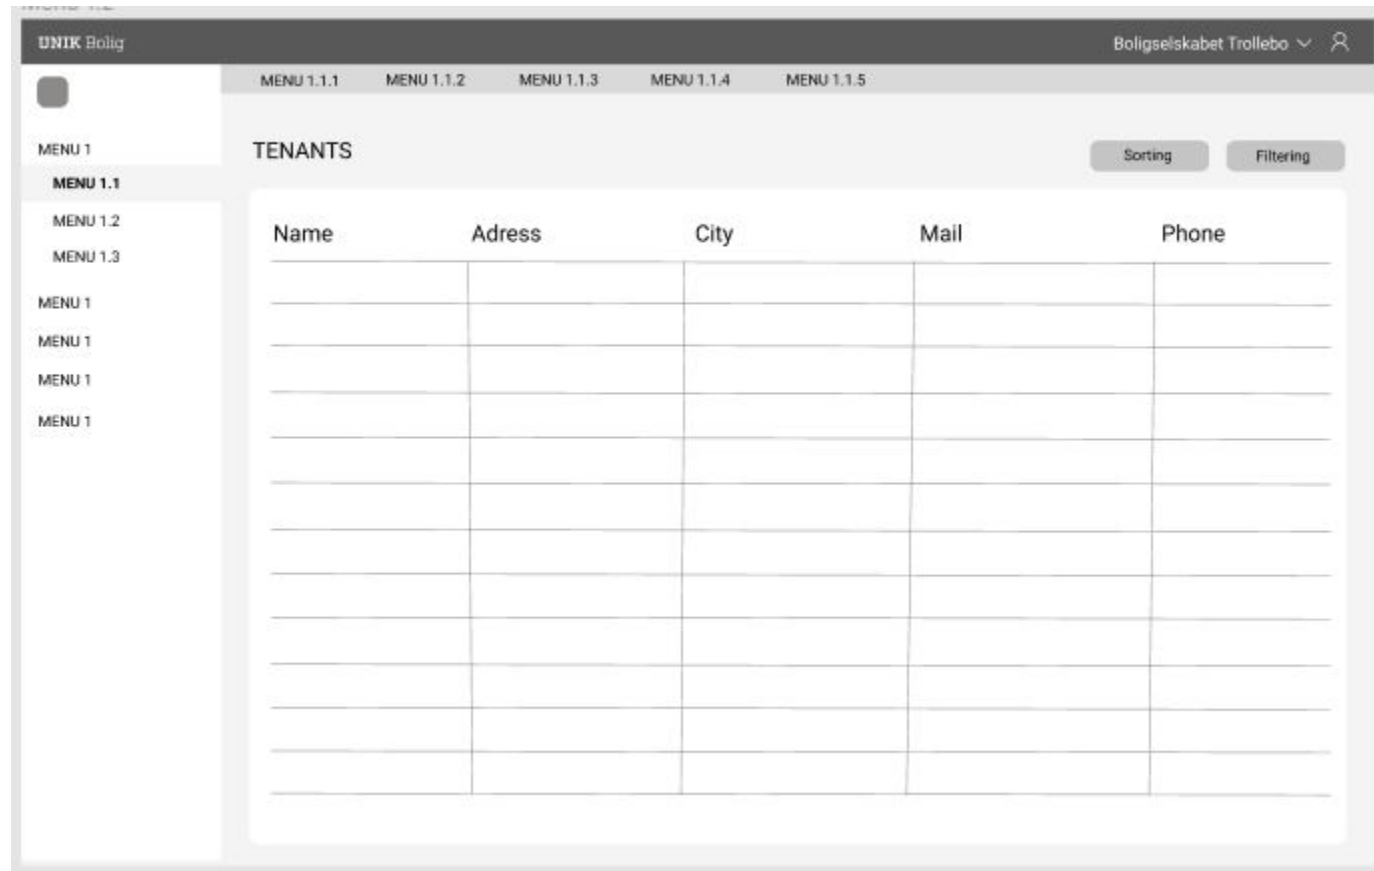 UNIK Bolig
Boligselskabet Trollebo
MENU 1.1.1 MENU 1.1.2 MENU 1.1.3 MENU 1.1.4 MENU 1.1.5
MENU 1
MENU 1.1
MENU 1.2
MENU 1.3
MENU 1
MENU 1
MENU 1
MENU 1
TENANTS
Sorting Filtering
Name Adress City Mail Phone